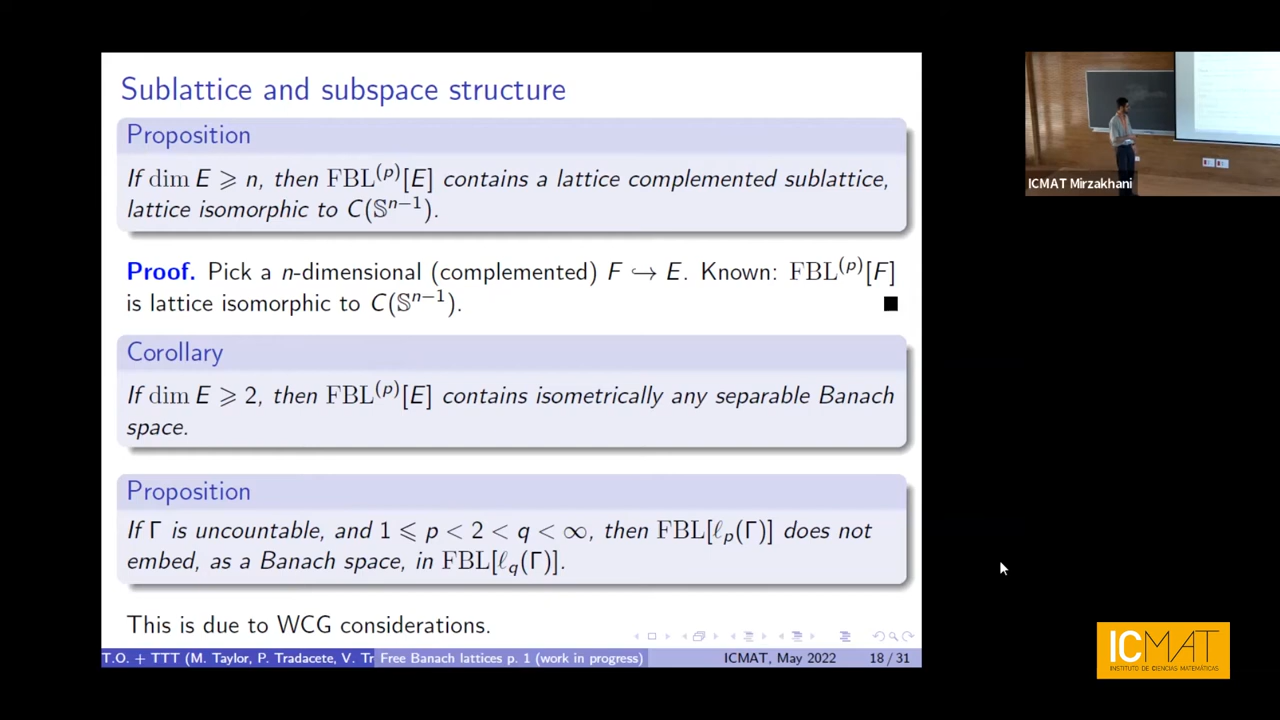 Sublattice and subspace structure
Proposition
If dim E ⩾ n, then FBL^(p)[E] contains a lattice complemented sublattice,
lattice isomorphic to C(𝕊^{n−1}).
Proof. Pick a n-dimensional (complemented) F ↪ E. Known: FBL^(p)[F]
is lattice isomorphic to C(𝕊^{n−1}). ■
Corollary
If dim E ⩾ 2, then FBL^(p)[E] contains isometrically any separable Banach
space.
Proposition
If Γ is uncountable, and 1 ⩽ p < 2 < q < ∞, then FBL[ℓ_p(Γ)] does not
embed, as a Banach space, in FBL[ℓ_q(Γ)].
This is due to WCG considerations.
T.O. + TTT (M. Taylor, P. Tradacete, V. Tr Free Banach lattices p. 1 (work in progress) ICMAT, May 2022 18 / 31
ICMAT Mirzakhani
ICMAT
INSTITUTO DE CIENCIAS MATEMÁTICAS